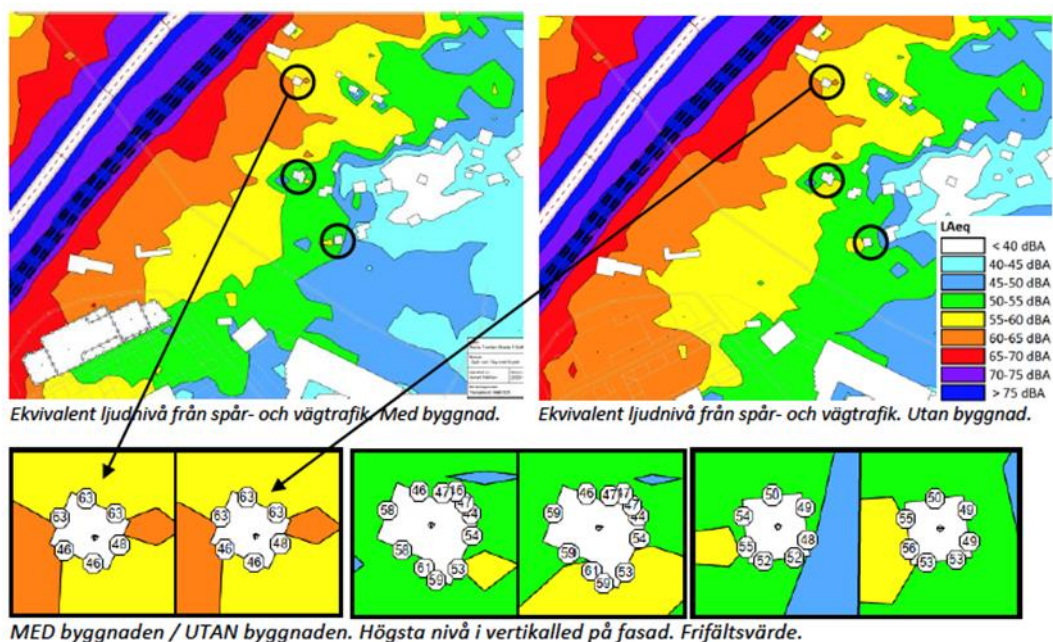 LAeq
< 40 dBA
40-45 dBA
45-50 dBA
50-55 dBA
55-60 dBA
60-65 dBA
65-70 dBA
70-75 dBA
> 75 dBA
Ekvivalent ljudnivå från spår- och vägtrafik. Med byggnad.
Ekvivalent ljudnivå från spår- och vägtrafik. Utan byggnad.
63
63 63
46 48
46
63
63 63
46 48
46
46 47 16
47
58 44
54
58
61 53
59
46 47 47
47
59 44
54
59
61 53
59
50
54 49
55 48
52 52
50
55 49
56 49
53 53
MED byggnaden / UTAN byggnaden. Högsta nivå i vertikalled på fasad. Frifältsvärde.